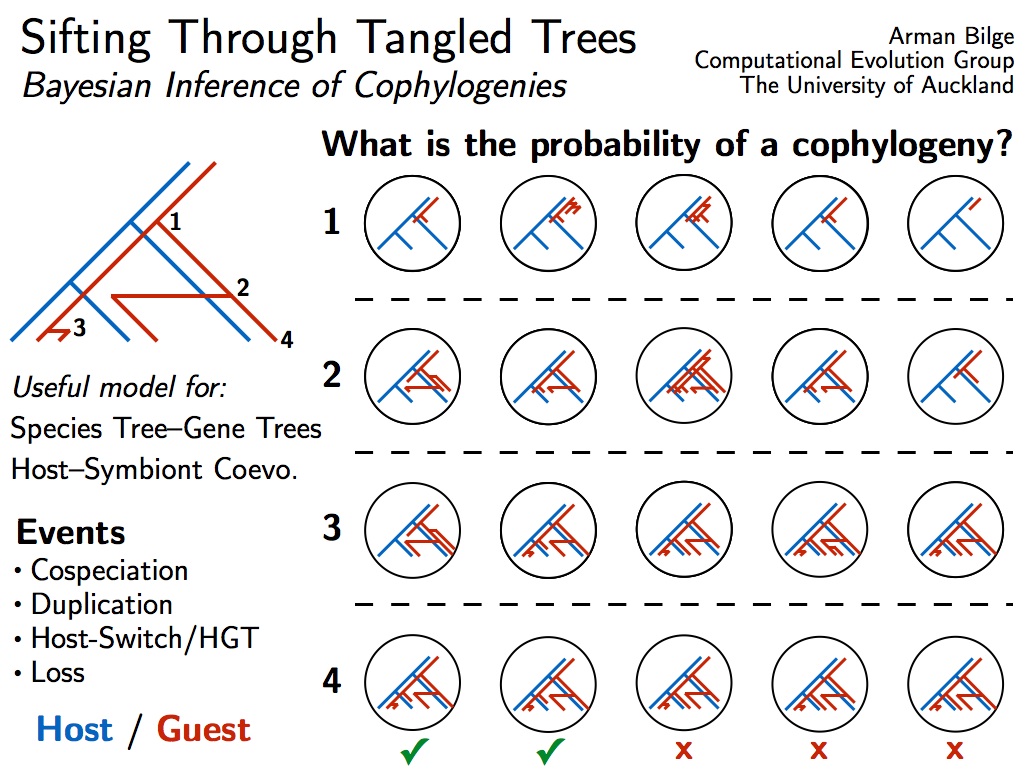 Sifting Through Tangled Trees
Bayesian Inference of Cophylogenies
Arman Bilge
Computational Evolution Group
The University of Auckland
1
2
3
4
Useful model for:
Species Tree–Gene Trees
Host–Symbiont Coevo.
Events
• Cospeciation
• Duplication
• Host-Switch/HGT
• Loss
Host / Guest
What is the probability of a cophylogeny?
1
2
3
4
✓ ✓ x x x